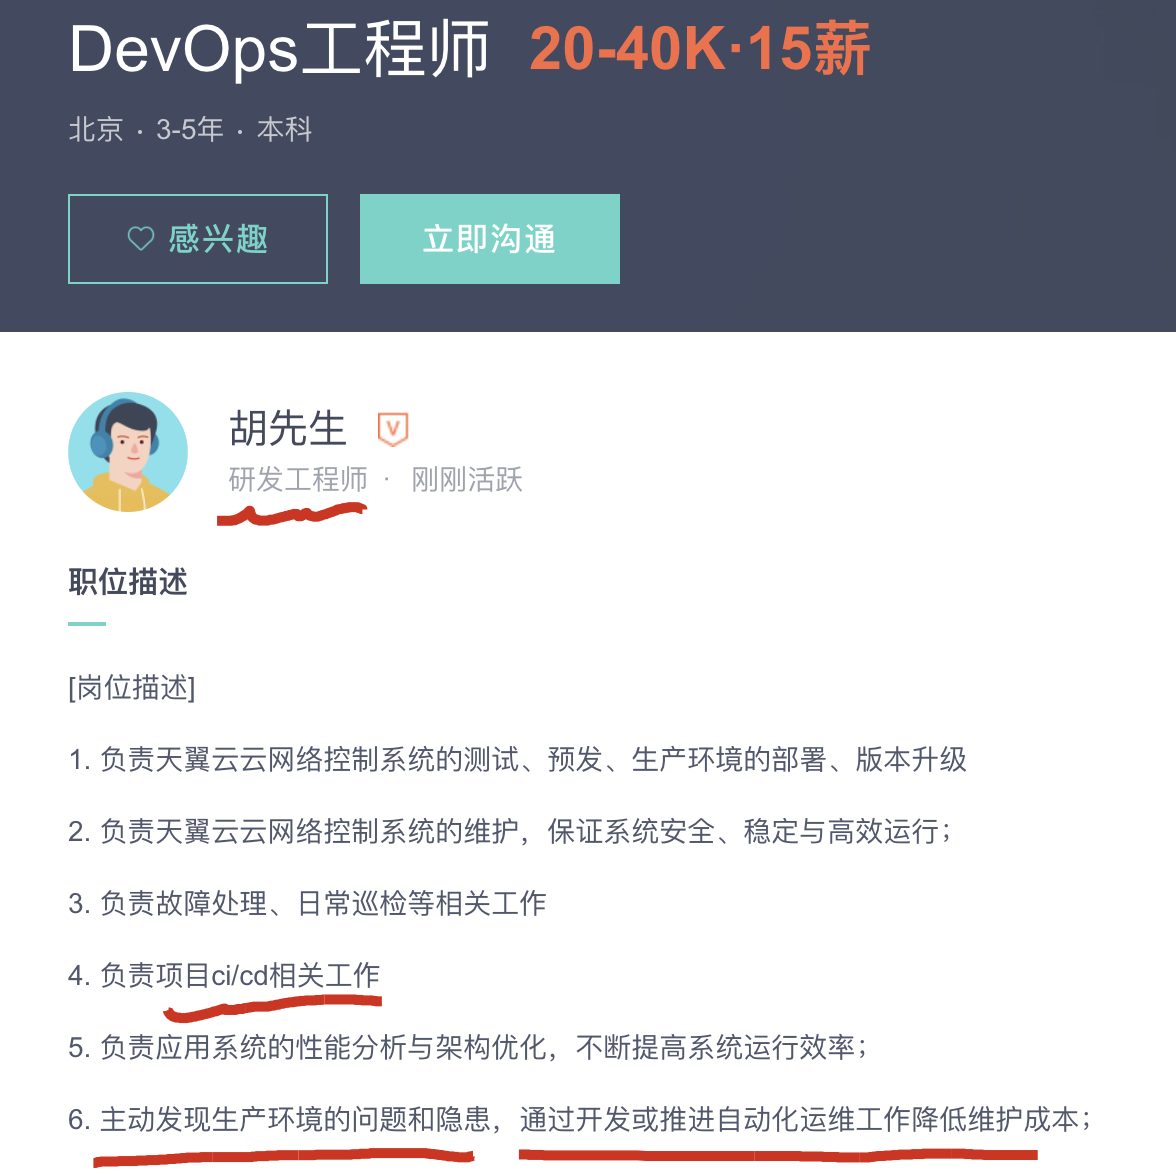 DevOps工程师 20-40K·15薪
北京 · 3-5年 · 本科
感兴趣 立即沟通
胡先生 V
研发工程师 · 刚刚活跃
职位描述
[岗位描述]
1. 负责天翼云云网络控制系统的测试、预发、生产环境的部署、版本升级
2. 负责天翼云云网络控制系统的维护，保证系统安全、稳定与高效运行；
3. 负责故障处理、日常巡检等相关工作
4. 负责项目ci/cd相关工作
5. 负责应用系统的性能分析与架构优化，不断提高系统运行效率；
6. 主动发现生产环境的问题和隐患，通过开发或推进自动化运维工作降低维护成本；